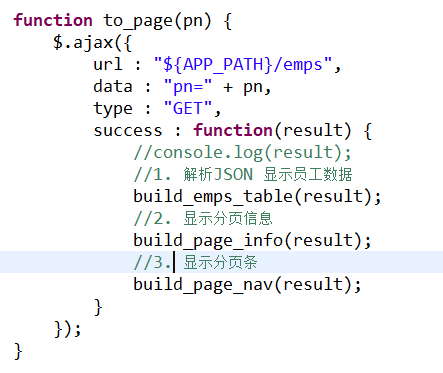 function to_page(pn) {
    $.ajax({
        url : "${APP_PATH}/emps",
        data : "pn=" + pn,
        type : "GET",
        success : function(result) {
            //console.log(result);
            //1. 解析JSON 显示员工数据
            build_emps_table(result);
            //2. 显示分页信息
            build_page_info(result);
            //3. 显示分页条
            build_page_nav(result);
        }
    });
}